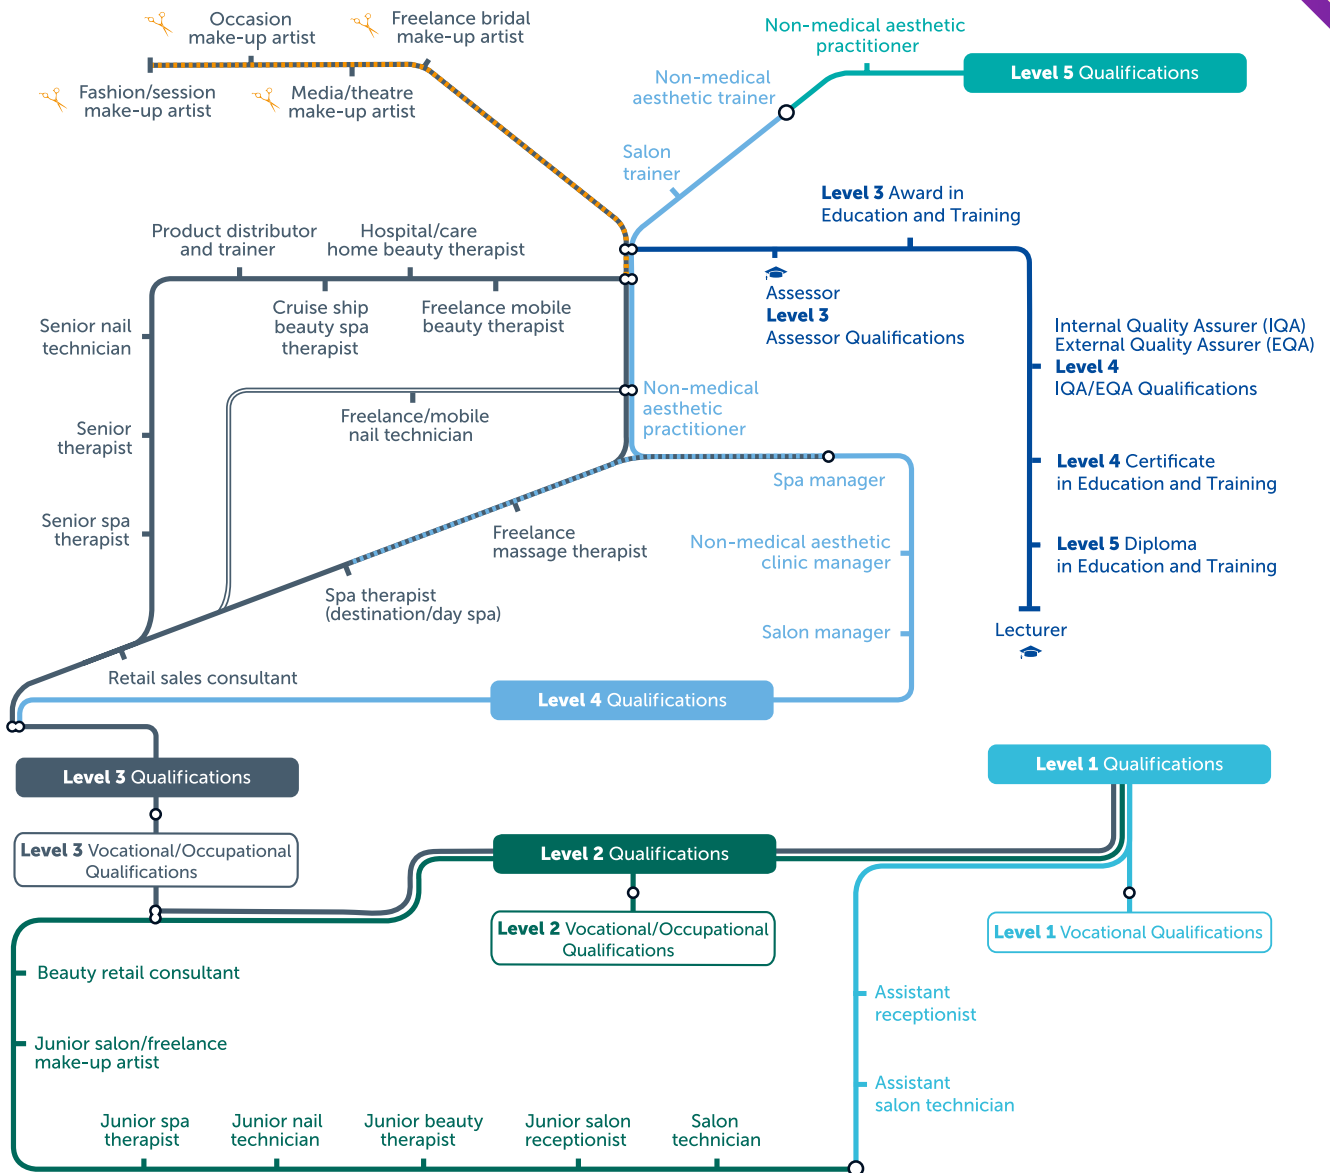 Occasion
make-up artist
Freelance bridal
make-up artist
Fashion/session
make-up artist
Media/theatre
make-up artist
Non-medical aesthetic
practitioner
Level 5 Qualifications
Non-medical
aesthetic trainer
Salon
trainer
Level 3 Award in
Education and Training
Product distributor
and trainer
Hospital/care
home beauty therapist
Cruise ship
beauty spa
therapist
Freelance mobile
beauty therapist
Assessor
Level 3
Assessor Qualifications
Senior nail
technician
Internal Quality Assurer (IQA)
External Quality Assurer (EQA)
Level 4
IQA/EQA Qualifications
Non-medical
aesthetic
practitioner
Freelance/mobile
nail technician
Senior
therapist
Level 4 Certificate
in Education and Training
Spa manager
Senior spa
therapist
Freelance
massage therapist
Non-medical aesthetic
clinic manager
Level 5 Diploma
in Education and Training
Spa therapist
(destination/day spa)
Salon manager
Lecturer
Retail sales consultant
Level 4 Qualifications
Level 3 Qualifications
Level 1 Qualifications
Level 3 Vocational/Occupational
Qualifications
Level 2 Qualifications
Level 2 Vocational/Occupational
Qualifications
Level 1 Vocational Qualifications
Beauty retail consultant
Assistant
receptionist
Junior salon/freelance
make-up artist
Assistant
salon technician
Junior spa
therapist
Junior nail
technician
Junior beauty
therapist
Junior salon
receptionist
Salon
technician